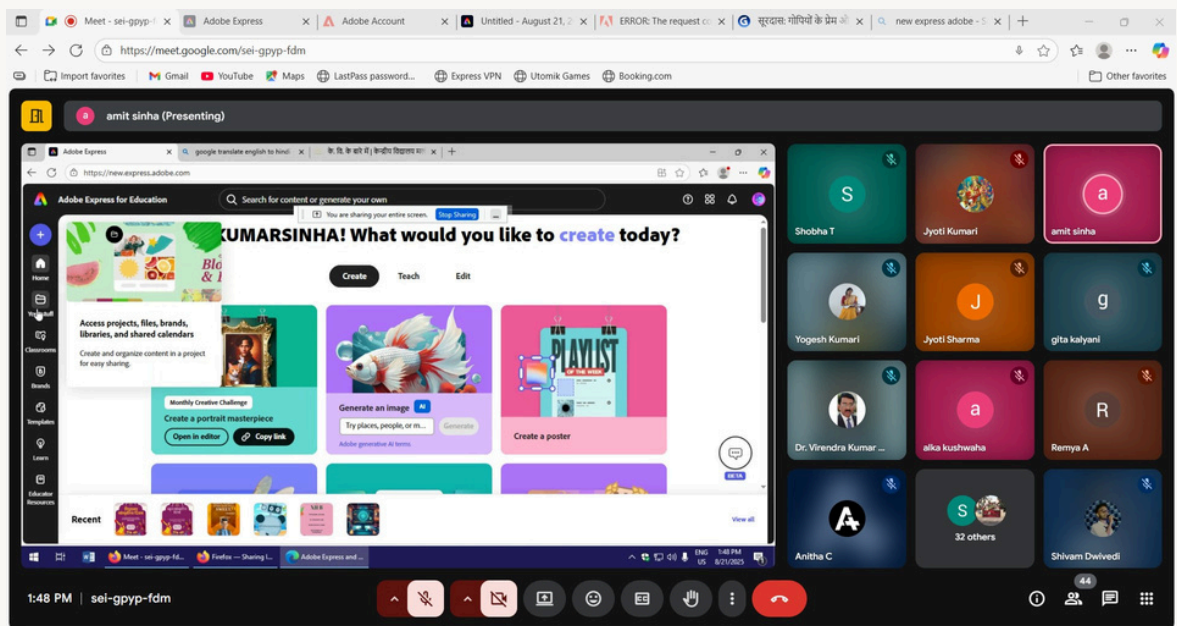 Meet - sei-gpyp-f
Adobe Express
Adobe Account
Untitled - August 21, 2
ERROR: The request co
सूरदास: गोपियों के प्रेम औ
new express adobe - S
https://meet.google.com/sei-gpyp-fdm
Import favorites
Gmail
YouTube
Maps
LastPass password...
Express VPN
Utomik Games
Booking.com
Other favorites
a
amit sinha (Presenting)
Adobe Express
google translate english to hindi
के. वि. के बारे में | केन्द्रीय विद्यालय
https://new.express.adobe.com
Adobe Express for Education
Search for content or generate your own
You are sharing your entire screen.
Stop Sharing
KUMARSINHA! What would you like to create today?
Create
Teach
Edit
Home
Classrooms
Brands
Templates
Learn
Educator
Resources
Blo
& 
Access projects, files, brands,
libraries, and shared calendars
Create and organize content in a project
for easy sharing.
Monthly Creative Challenge
Create a portrait masterpiece
Open in editor
Copy link
Generate an image
AI
Try places, people, or m...
Generate
Adobe generative AI terms
PLAYLIST
OF THE WEEK
Create a poster
BETA
Recent
View all
Meet - sei-gpyp-fd...
Firefox — Sharing I...
Adobe Express and ...
ENG
US
1:48 PM
8/21/2025
S
Shobha T
Jyoti Kumari
a
amit sinha
Yogesh Kumari
J
Jyoti Sharma
g
gita kalyani
Dr. Virendra Kumar ...
a
alka kushwaha
R
Remya A
A
Anitha C
S
32 others
Shivam Dwivedi
1:48 PM | sei-gpyp-fdm
44